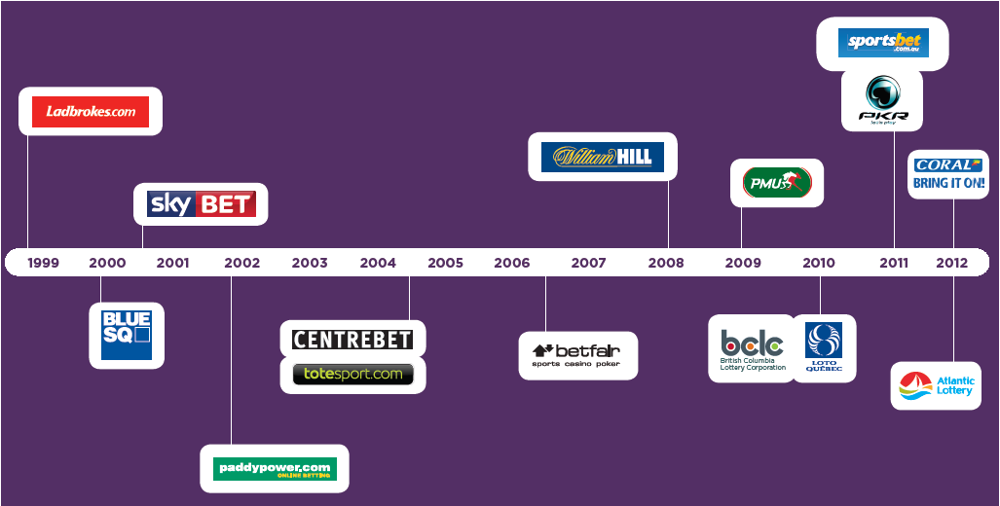 sportsbet
.com.au
PKR
Ladbrokes.com
William HILL
CORAL
BRING IT ON!
PMU
sky BET
1999 2000 2001 2002 2003 2004 2005 2006 2007 2008 2009 2010 2011 2012
BLUE
SQ
CENTREBET
totesport.com
betfair
sports casino poker
bclc
British Columbia
Lottery Corporation
LOTO
QUÉBEC
Atlantic
Lottery
paddypower.com
ONLINE BETTING